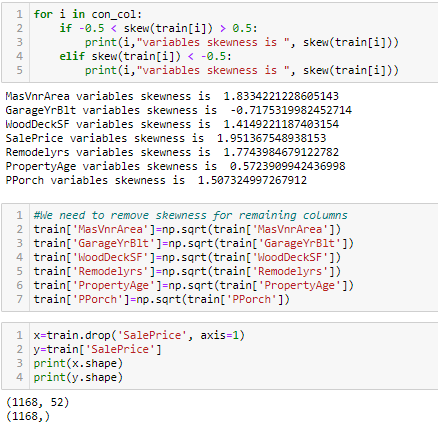 1 for i in con_col:
2     if -0.5 < skew(train[i]) > 0.5:
3         print(i,"variables skewness is ", skew(train[i]))
4     elif skew(train[i]) < -0.5:
5         print(i,"variables skewness is ", skew(train[i]))
MasVnrArea variables skewness is  1.8334221228605143
GarageYrBlt variables skewness is  -0.7175319982452714
WoodDeckSF variables skewness is  1.4149221187403154
SalePrice variables skewness is  1.951367548938153
Remodelyrs variables skewness is  1.7743984679122782
PropertyAge variables skewness is  0.5723909942436998
PPorch variables skewness is  1.507324997267912
1 #We need to remove skewness for remaining columns
2 train['MasVnrArea']=np.sqrt(train['MasVnrArea'])
3 train['GarageYrBlt']=np.sqrt(train['GarageYrBlt'])
4 train['WoodDeckSF']=np.sqrt(train['WoodDeckSF'])
5 train['Remodelyrs']=np.sqrt(train['Remodelyrs'])
6 train['PropertyAge']=np.sqrt(train['PropertyAge'])
7 train['PPorch']=np.sqrt(train['PPorch'])
1 x=train.drop('SalePrice', axis=1)
2 y=train['SalePrice']
3 print(x.shape)
4 print(y.shape)
(1168, 52)
(1168,)